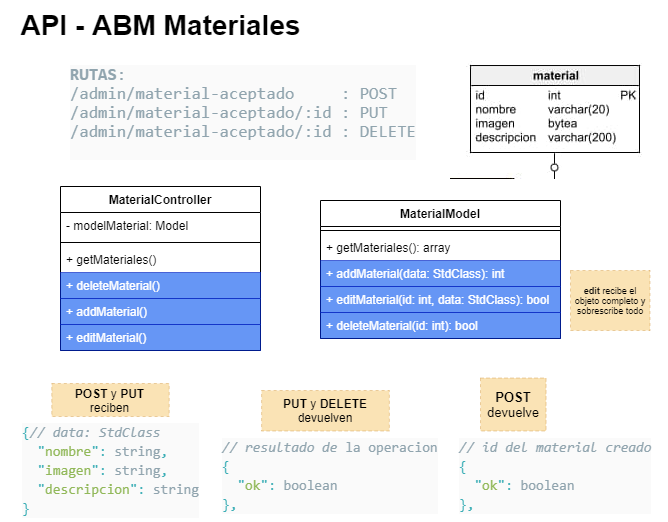 API - ABM Materiales
RUTAS:
/admin/material-aceptado     : POST
/admin/material-aceptado/:id : PUT
/admin/material-aceptado/:id : DELETE
material
id int PK
nombre varchar(20)
imagen bytea
descripcion varchar(200)
MaterialController
- modelMaterial: Model
+ getMateriales()
+ deleteMaterial()
+ addMaterial()
+ editMaterial()
MaterialModel
+ getMateriales(): array
+ addMaterial(data: StdClass): int
+ editMaterial(id: int, data: StdClass): bool
+ deleteMaterial(id: int): bool
edit recibe el
objeto completo y
sobrescribe todo
POST y PUT
reciben
{// data: StdClass
"nombre": string,
"imagen": string,
"descripcion": string
}
PUT y DELETE
devuelven
// resultado de la operacion
{
"ok": boolean
},
POST
devuelve
// id del material creado
{
"ok": boolean
},